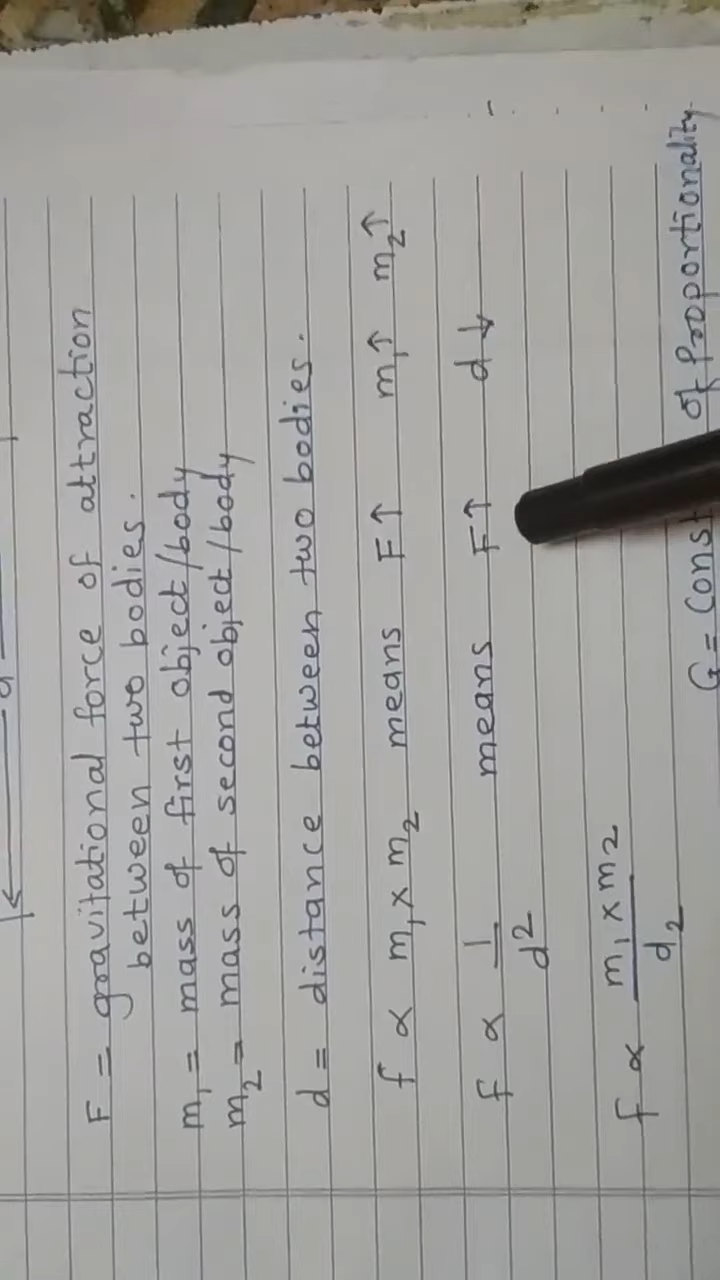 d
F = gravitational force of attraction
between two bodies.
m₁ = mass of first object/body
m₂ = mass of second object/body
d = distance between two bodies.
f ∝ m₁ x m₂ means F↑ m₁↑ m₂↑
f ∝ 1/d² means F↑ d↓
f ∝ m₁ x m₂/d₂
G = Const of proportionality